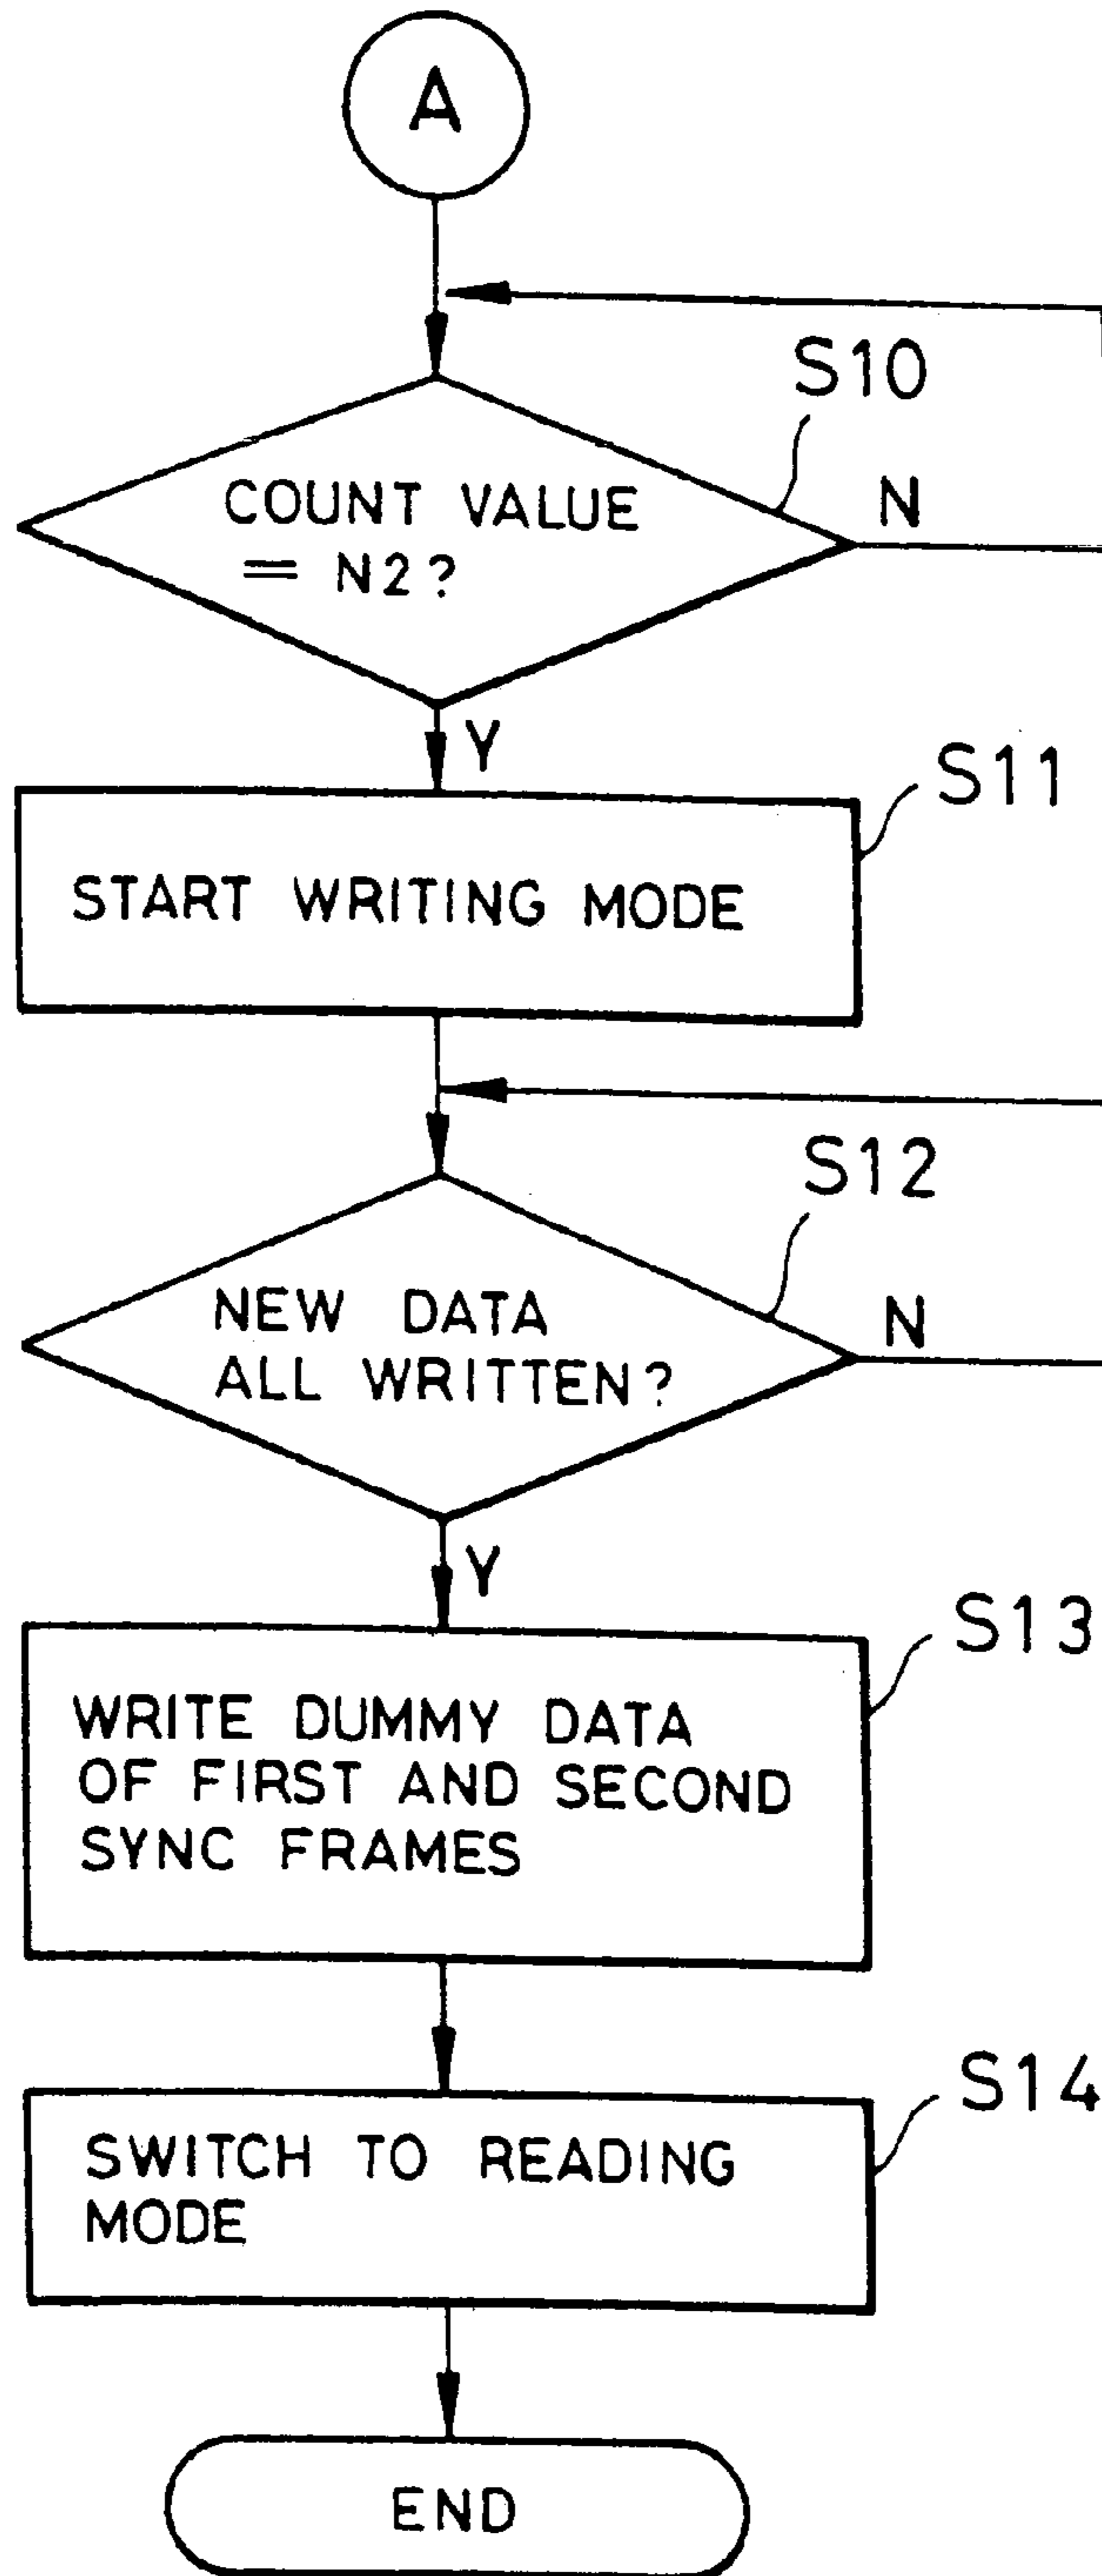 A
S10
COUNT VALUE
= N2?
N
Y
S11
START WRITING MODE
S12
NEW DATA
ALL WRITTEN?
N
Y
S13
WRITE DUMMY DATA
OF FIRST AND SECOND
SYNC FRAMES
S14
SWITCH TO READING
MODE
END